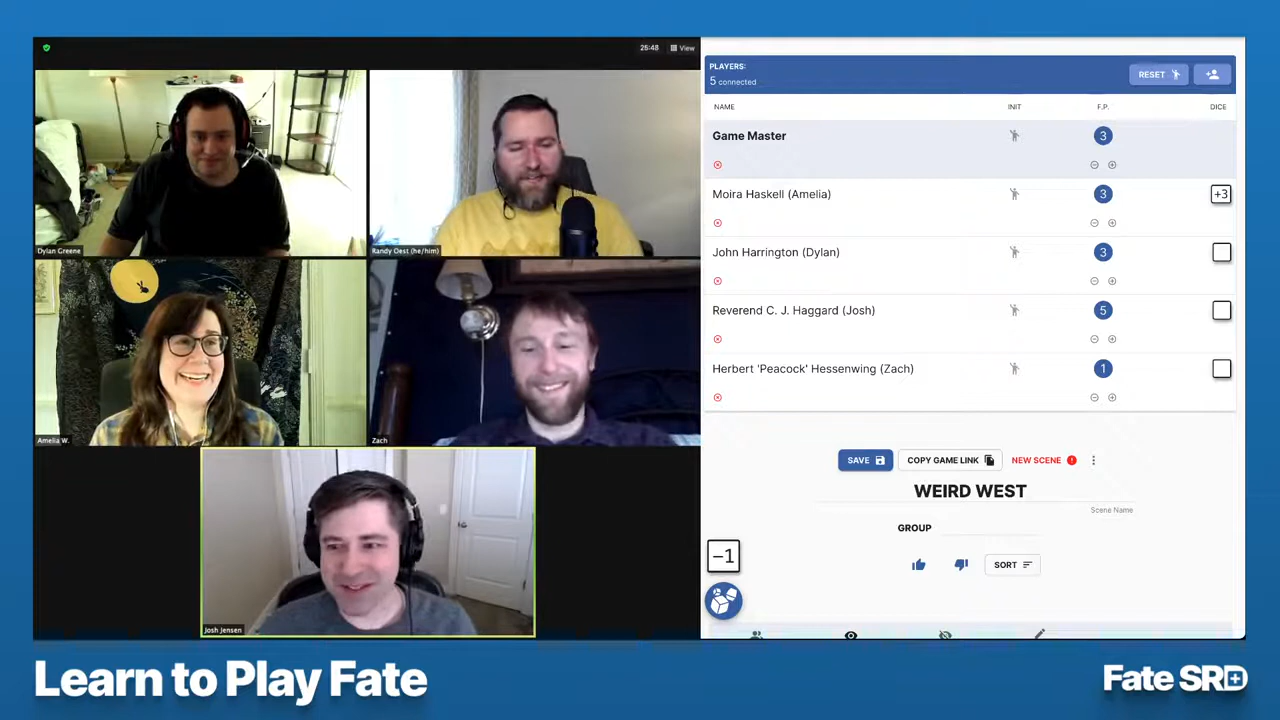 26:48 View
Dylan Greene
Randy Oest (he/him)
Amelia W.
Zach
Josh Jensen
PLAYERS:
5 connected
RESET
NAME INIT F.P. DICE
Game Master 3
Moira Haskell (Amelia) 3 +3
John Harrington (Dylan) 3
Reverend C. J. Haggard (Josh) 5
Herbert 'Peacock' Hessenwing (Zach) 1
SAVE COPY GAME LINK NEW SCENE
WEIRD WEST
Scene Name
GROUP
−1
SORT
Learn to Play Fate
Fate SRD